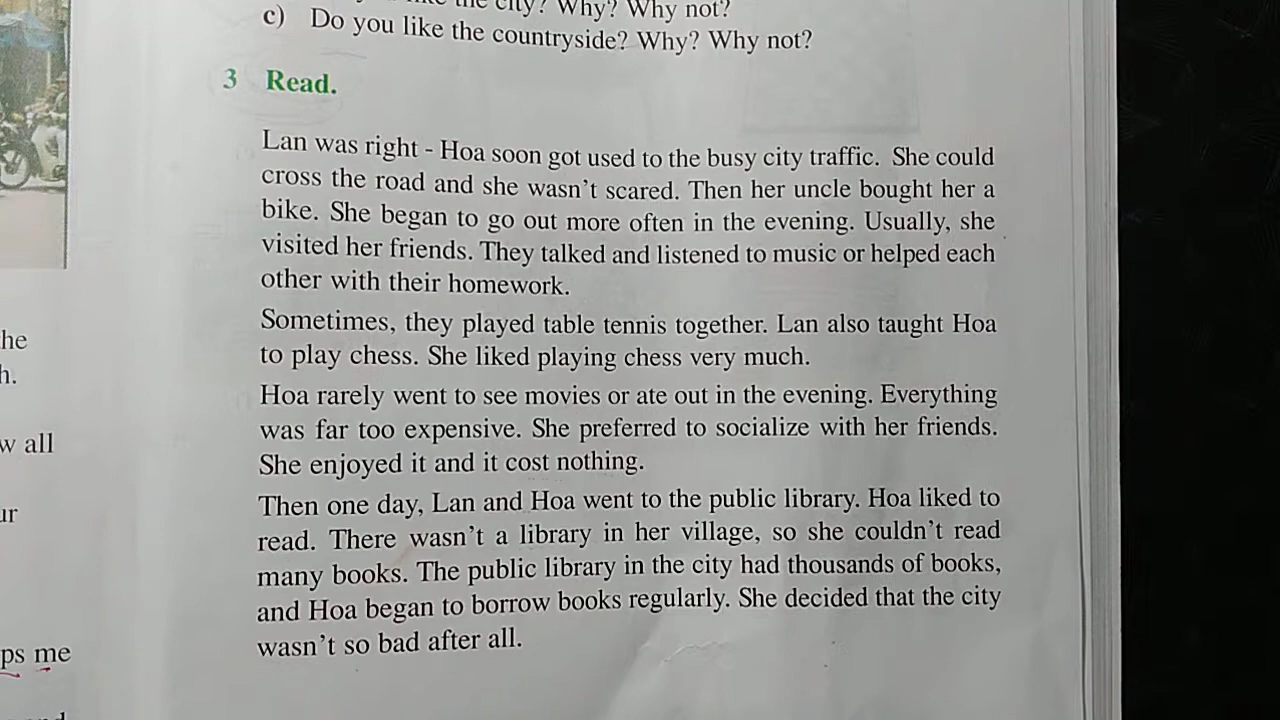 the city? Why? Why not?
c) Do you like the countryside? Why? Why not?
3 Read.
Lan was right - Hoa soon got used to the busy city traffic. She could
cross the road and she wasn't scared. Then her uncle bought her a
bike. She began to go out more often in the evening. Usually, she
visited her friends. They talked and listened to music or helped each
other with their homework.
Sometimes, they played table tennis together. Lan also taught Hoa
to play chess. She liked playing chess very much.
Hoa rarely went to see movies or ate out in the evening. Everything
was far too expensive. She preferred to socialize with her friends.
She enjoyed it and it cost nothing.
Then one day, Lan and Hoa went to the public library. Hoa liked to
read. There wasn't a library in her village, so she couldn't read
many books. The public library in the city had thousands of books,
and Hoa began to borrow books regularly. She decided that the city
wasn't so bad after all.
all
me